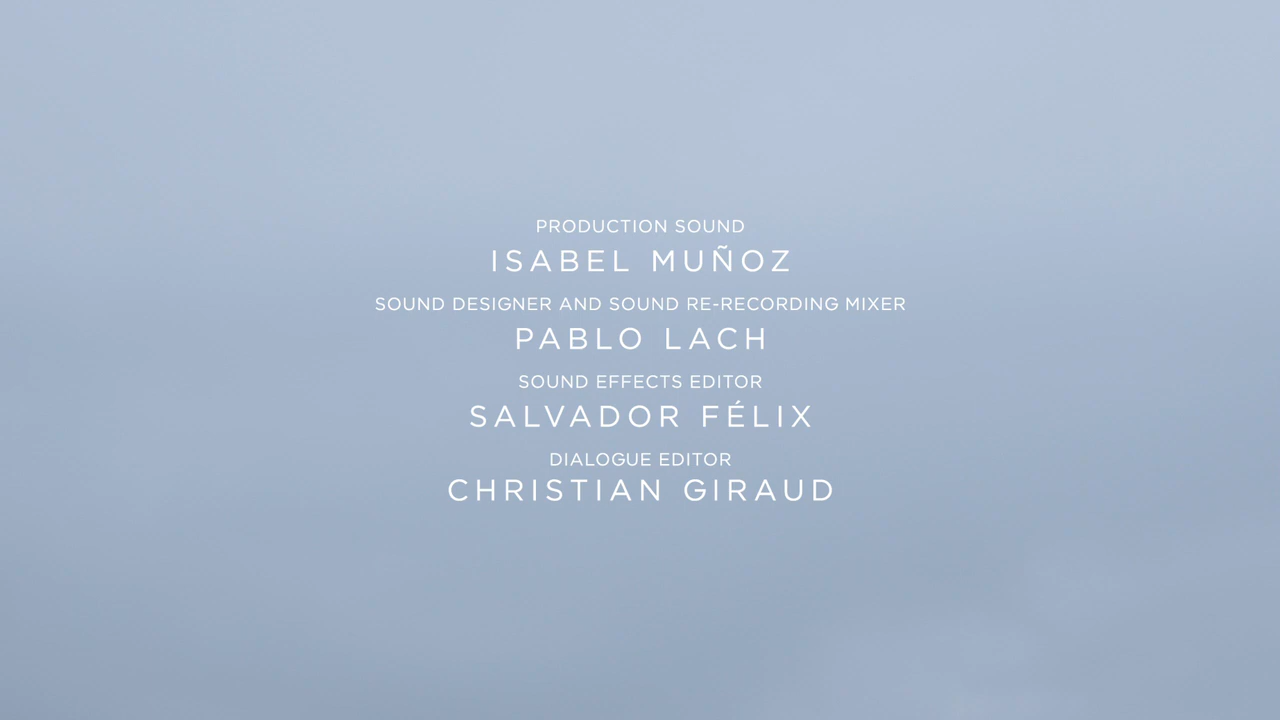 PRODUCTION SOUND
ISABEL MUÑOZ
SOUND DESIGNER AND SOUND RE-RECORDING MIXER
PABLO LACH
SOUND EFFECTS EDITOR
SALVADOR FÉLIX
DIALOGUE EDITOR
CHRISTIAN GIRAUD